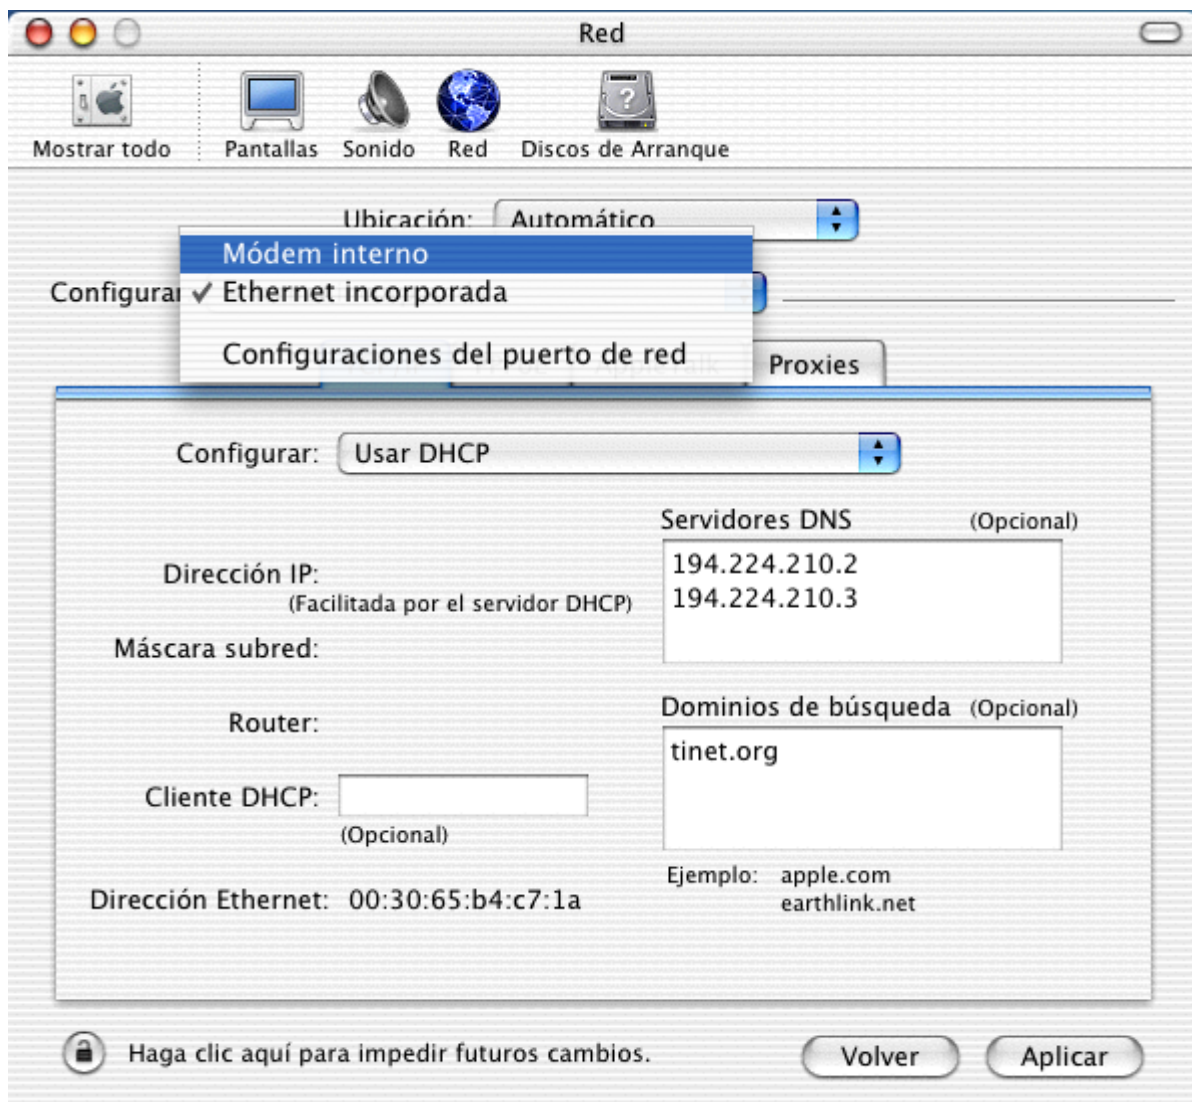 Red
Mostrar todo
Pantallas
Sonido
Red
Discos de Arranque
Ubicación: Automático
Módem interno
Configurar
Ethernet incorporada
Configuraciones del puerto de red
Proxies
Configurar: Usar DHCP
Servidores DNS (Opcional)
194.224.210.2
194.224.210.3
Dirección IP:
(Facilitada por el servidor DHCP)
Máscara subred:
Router:
Dominios de búsqueda (Opcional)
tinet.org
Cliente DHCP:
(Opcional)
Ejemplo: apple.com
earthlink.net
Dirección Ethernet: 00:30:65:b4:c7:1a
Haga clic aquí para impedir futuros cambios.
Volver
Aplicar